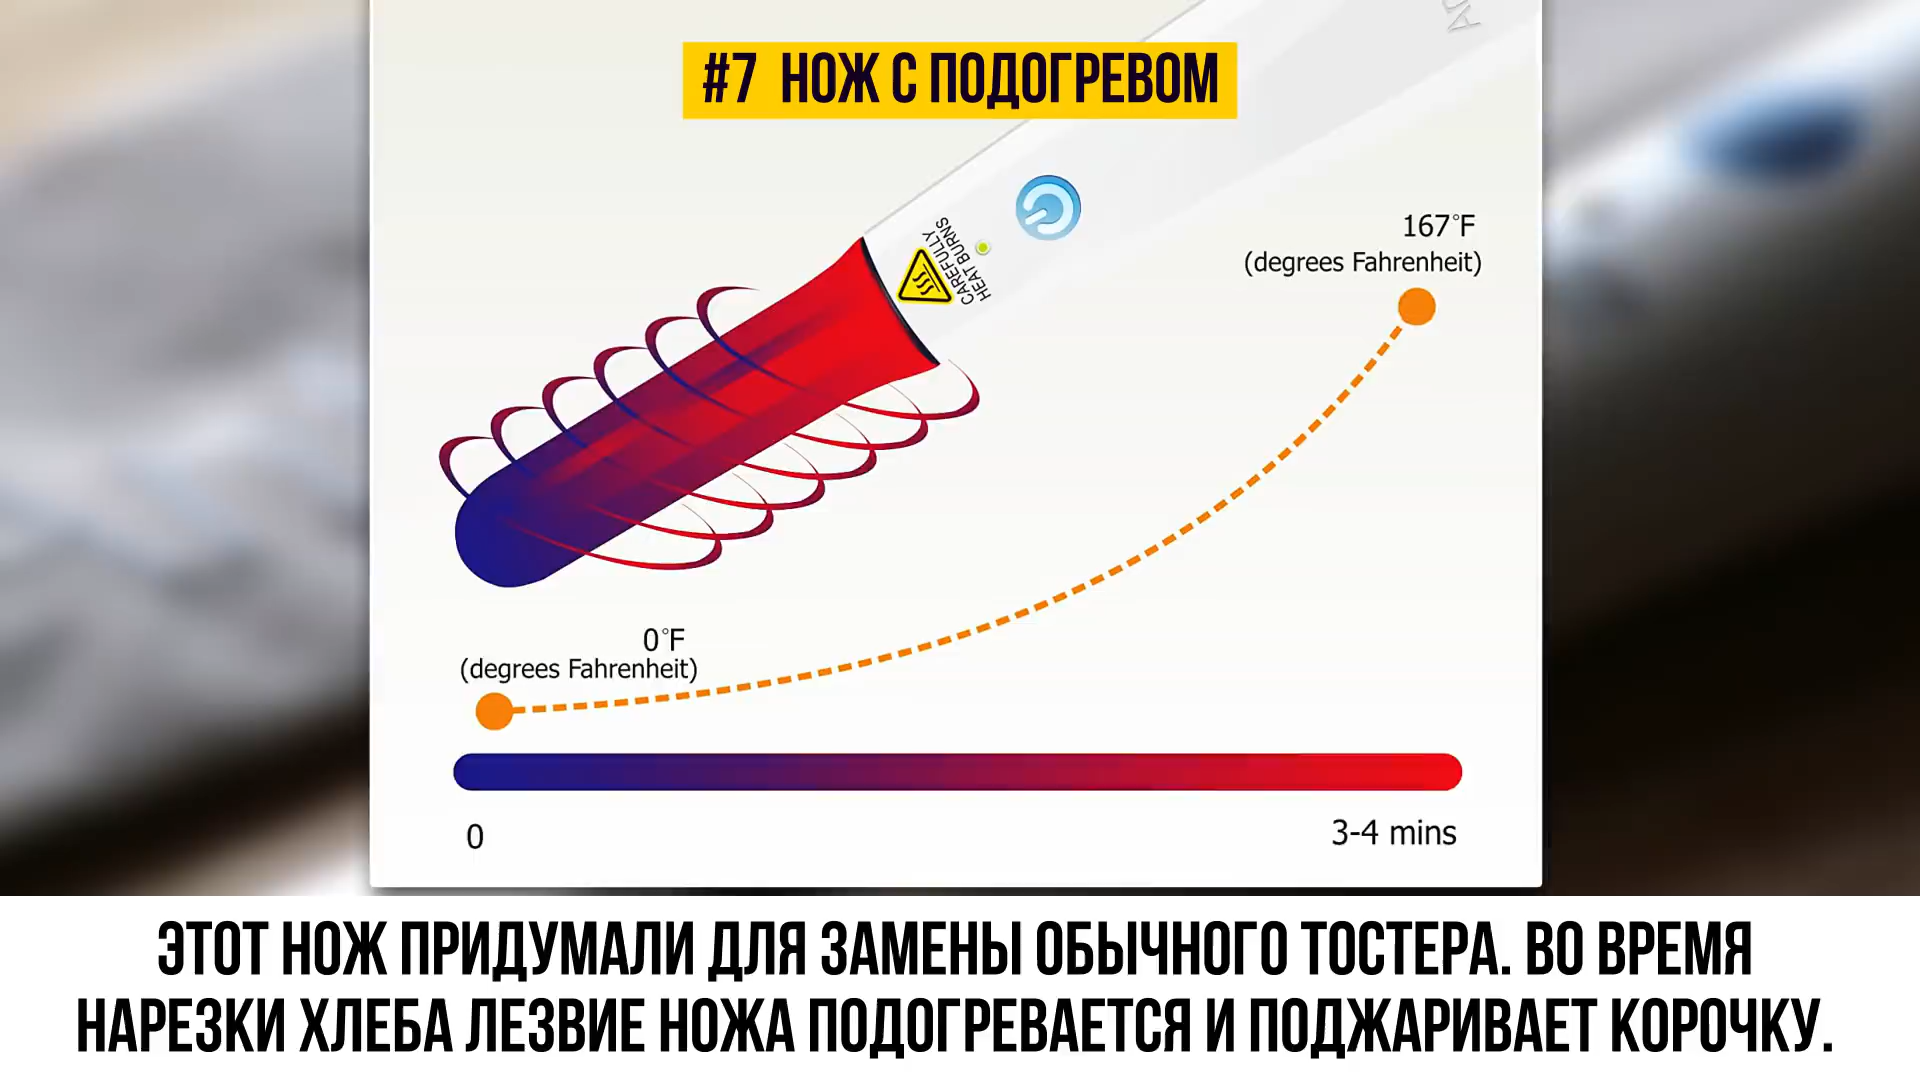 #7 НОЖ С ПОДОГРЕВОМ
CAREFULLY
HEAT BURNS
167°F
(degrees Fahrenheit)
0°F
(degrees Fahrenheit)
0
3-4 mins
ЭТОТ НОЖ ПРИДУМАЛИ ДЛЯ ЗАМЕНЫ ОБЫЧНОГО ТОСТЕРА. ВО ВРЕМЯ
НАРЕЗКИ ХЛЕБА ЛЕЗВИЕ НОЖА ПОДОГРЕВАЕТСЯ И ПОДЖАРИВАЕТ КОРОЧКУ.